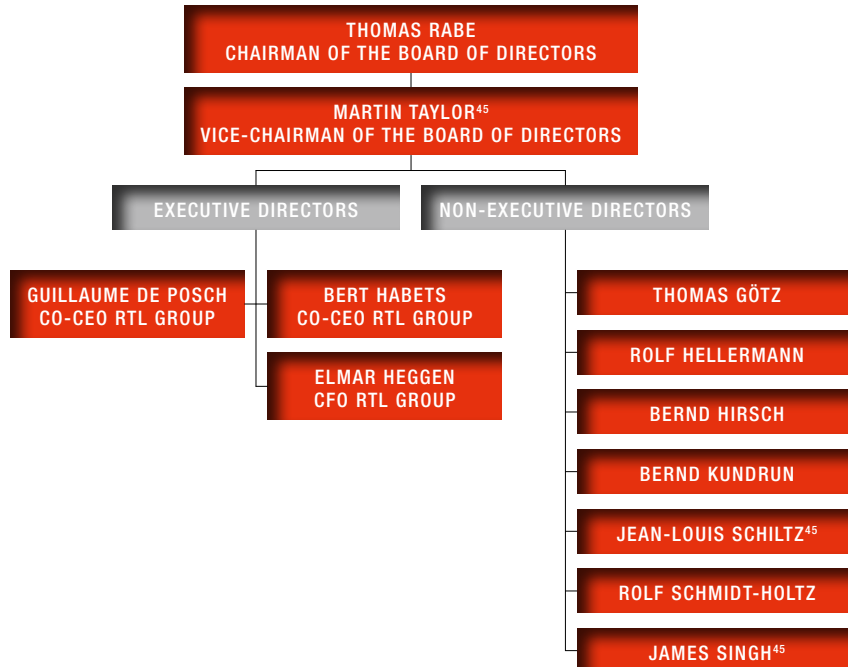 THOMAS RABE
CHAIRMAN OF THE BOARD OF DIRECTORS
MARTIN TAYLOR⁴⁵
VICE-CHAIRMAN OF THE BOARD OF DIRECTORS
EXECUTIVE DIRECTORS
NON-EXECUTIVE DIRECTORS
GUILLAUME DE POSCH
CO-CEO RTL GROUP
BERT HABETS
CO-CEO RTL GROUP
ELMAR HEGGEN
CFO RTL GROUP
THOMAS GÖTZ
ROLF HELLERMANN
BERND HIRSCH
BERND KUNDRUN
JEAN-LOUIS SCHILTZ⁴⁵
ROLF SCHMIDT-HOLTZ
JAMES SINGH⁴⁵